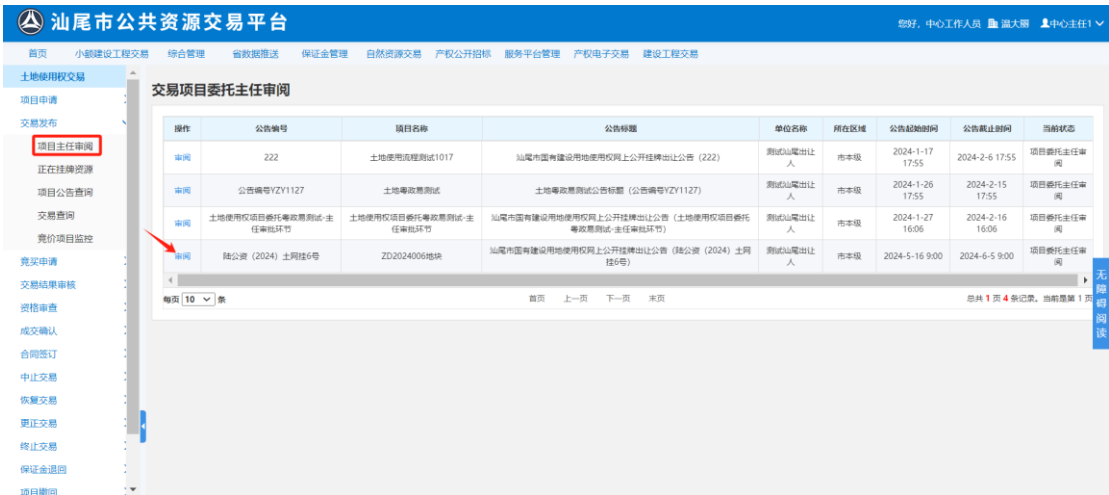 汕尾市公共资源交易平台
您好，中心工作人员 温大丽 中心主任1
首页 小额建设工程交易 综合管理 省数据推送 保证金管理 自然资源交易 产权公开招标 服务平台管理 产权电子交易 建设工程交易
土地使用权交易
项目申请
交易发布
项目主任审阅
正在挂牌资源
项目公告查询
交易查询
竞价项目监控
竞买申请
交易结果审核
资格审查
成交确认
合同签订
中止交易
恢复交易
更正交易
终止交易
保证金退回
项目撤回
交易项目委托主任审阅
操作 公告编号 项目名称 公告标题 单位名称 所在区域 公告起始时间 公告截止时间 当前状态
审阅 222 土地使用流程测试1017 汕尾市国有建设用地使用权网上公开挂牌出让公告（222） 测试汕尾出让人 市本级 2024-1-17 17:55 2024-2-6 17:55 项目委托主任审阅
审阅 公告编号YZY1127 土地粤政易测试 土地粤政易测试公告标题（公告编号YZY1127） 测试汕尾出让人 市本级 2024-1-26 17:55 2024-2-15 17:55 项目委托主任审阅
审阅 土地使用权项目委托粤政易测试-主任审批环节 土地使用权项目委托粤政易测试-主任审批环节 汕尾市国有建设用地使用权网上公开挂牌出让公告（土地使用权项目委托粤政易测试-主任审批环节） 测试汕尾出让人 市本级 2024-1-27 16:06 2024-2-16 16:06 项目委托主任审阅
审阅 陆公资（2024）土网挂6号 ZD2024006地块 汕尾市国有建设用地使用权网上公开挂牌出让公告（陆公资（2024）土网挂6号） 测试汕尾出让人 市本级 2024-5-16 9:00 2024-6-5 9:00 项目委托主任审阅
每页 10 条 首页 上一页 下一页 末页 总共 1 页 4 条记录。当前是第 1 页
无障碍阅读